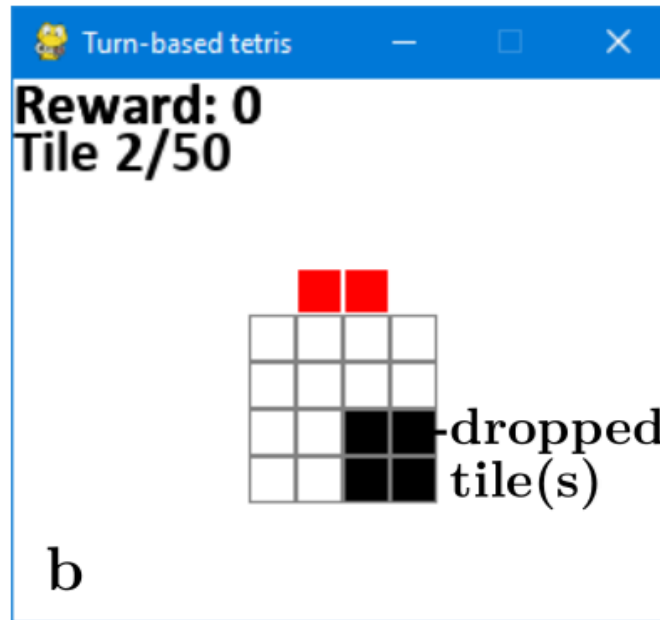 Turn-based tetris
Reward: 0
Tile 2/50
-dropped
tile(s)
b